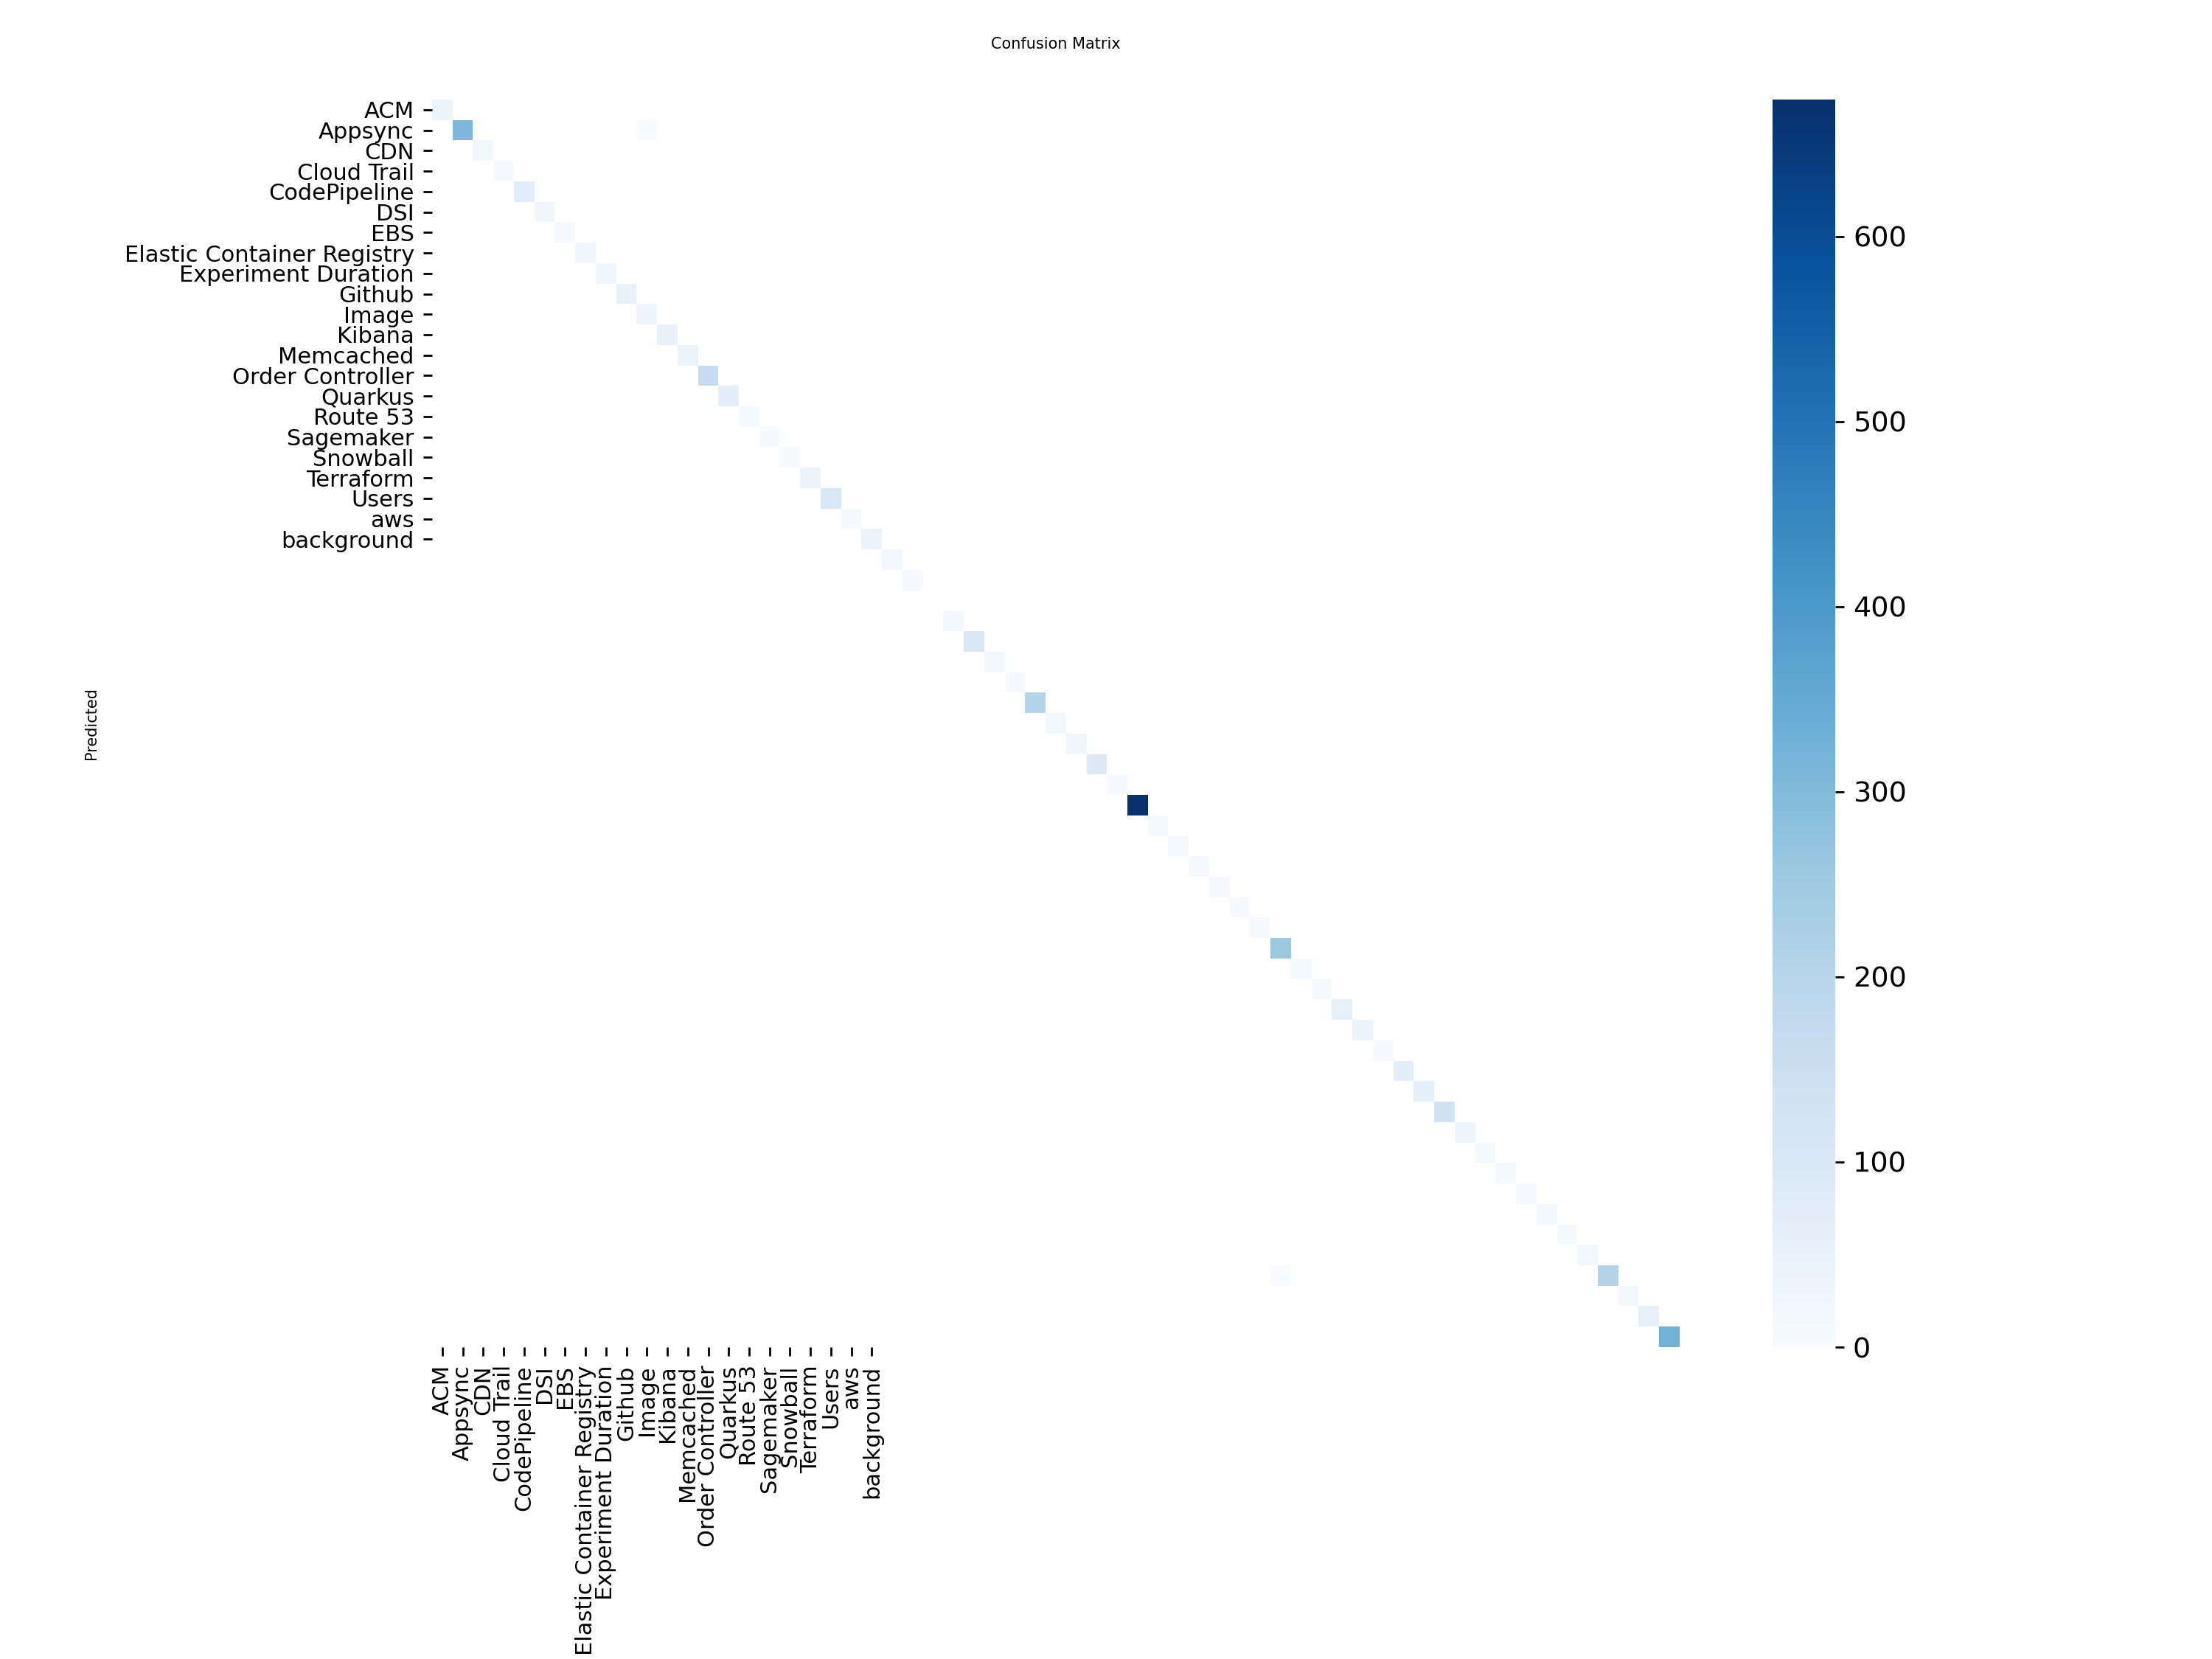 Confusion Matrix
ACM
Appsync
CDN
Cloud Trail
CodePipeline
DSI
EBS
Elastic Container Registry
Experiment Duration
Github
Image
Kibana
Memcached
Order Controller
Quarkus
Route 53
Sagemaker
Snowball
Terraform
Users
aws
background
Predicted
600
500
400
300
200
100
0
ACM
Appsync
CDN
Cloud Trail
CodePipeline
DSI
EBS
Elastic Container Registry
Experiment Duration
Github
Image
Kibana
Memcached
Order Controller
Quarkus
Route 53
Sagemaker
Snowball
Terraform
Users
aws
background